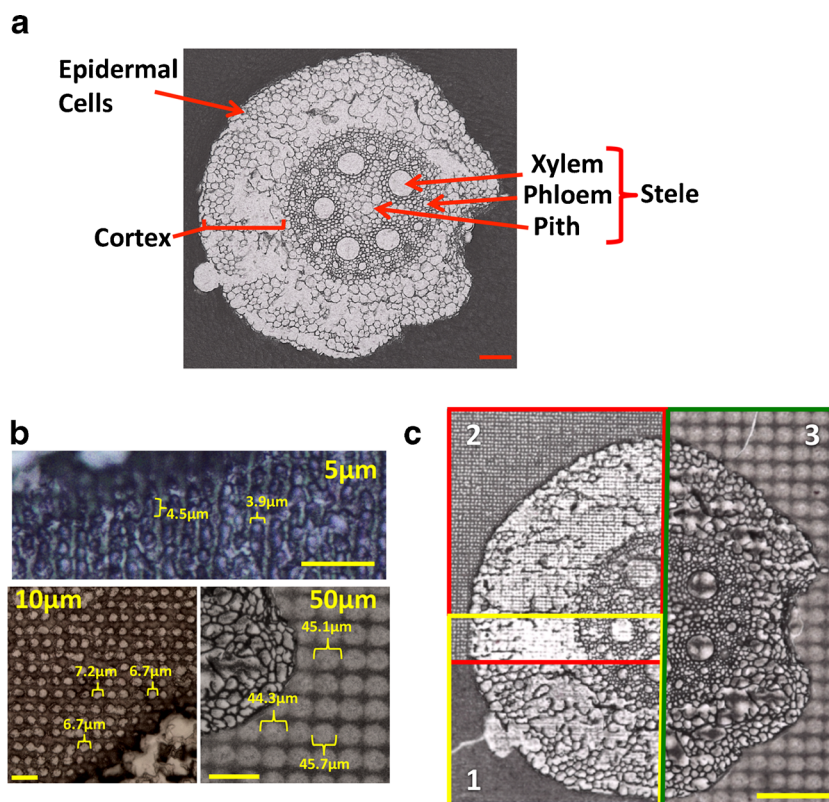 a
Epidermal
Cells
Cortex
Xylem
Phloem
Pith
Stele
b
5μm
4.5μm
3.9μm
10μm
7.2μm
6.7μm
6.7μm
50μm
45.1μm
44.3μm
45.7μm
c
2
3
1